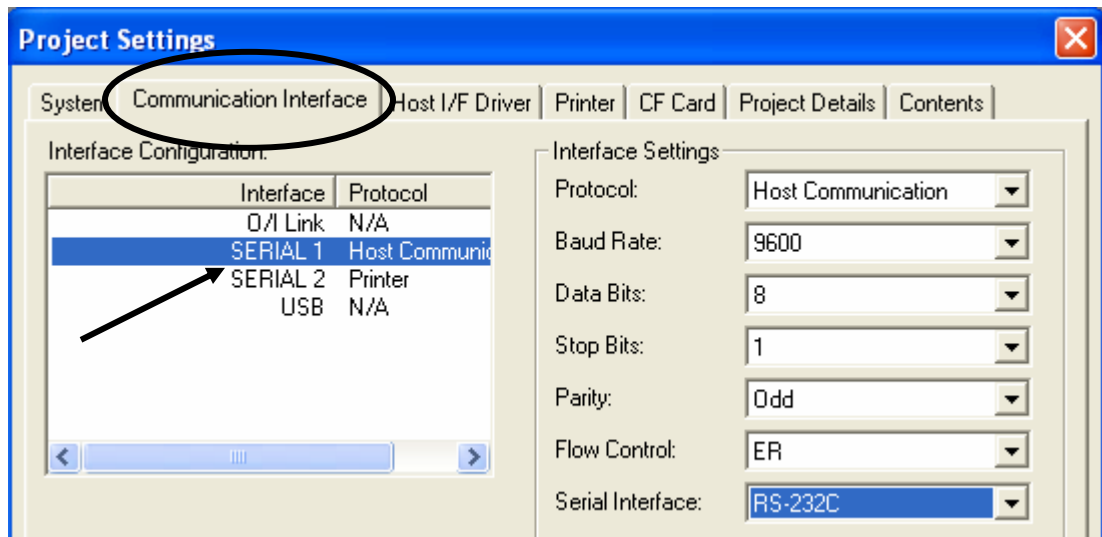 Project Settings
System Communication Interface Host I/F Driver Printer CF Card Project Details Contents
Interface Configuration:
Interface Protocol
O/I Link N/A
SERIAL 1 Host Communic
SERIAL 2 Printer
USB N/A
Interface Settings
Protocol: Host Communication
Baud Rate: 9600
Data Bits: 8
Stop Bits: 1
Parity: Odd
Flow Control: ER
Serial Interface: RS-232C